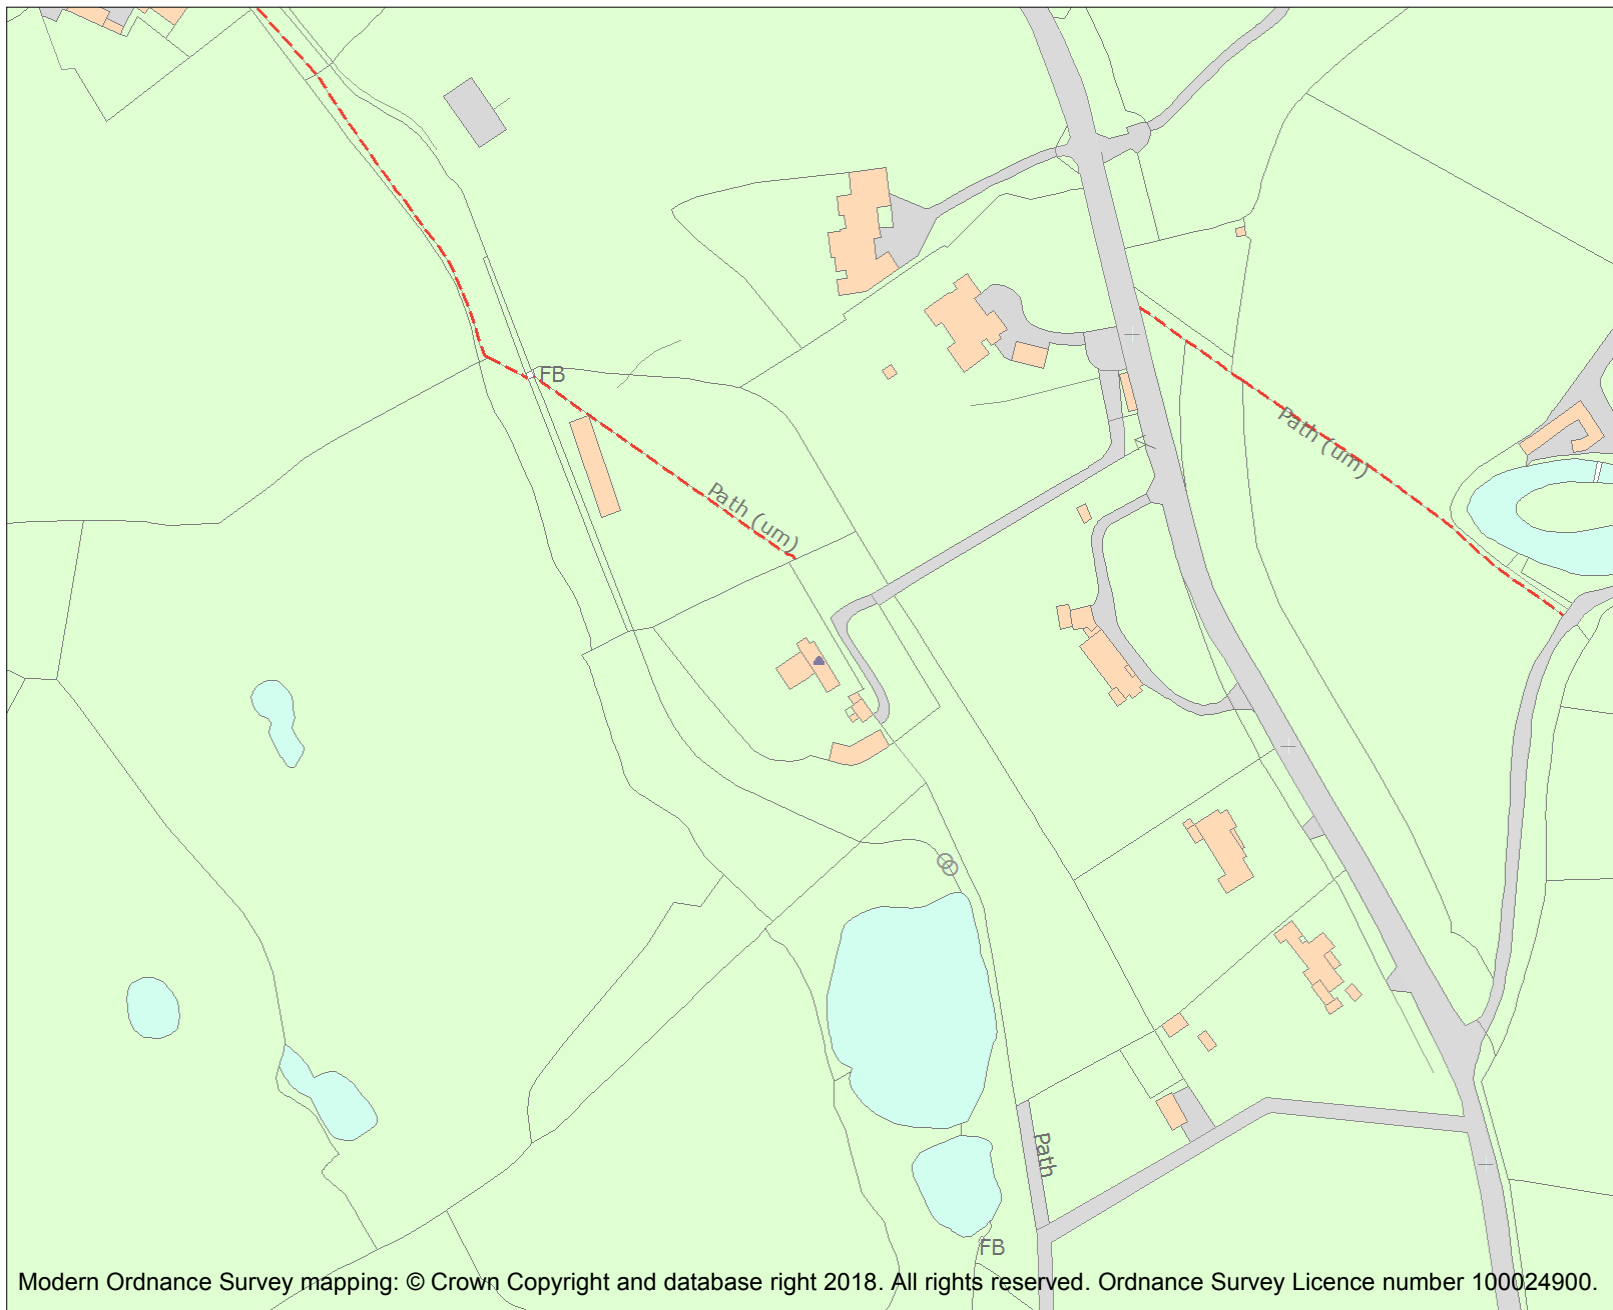 FB
Path (um)
Path (um)
Path
FB
Modern Ordnance Survey mapping: © Crown Copyright and database right 2018. All rights reserved. Ordnance Survey Licence number 100024900.